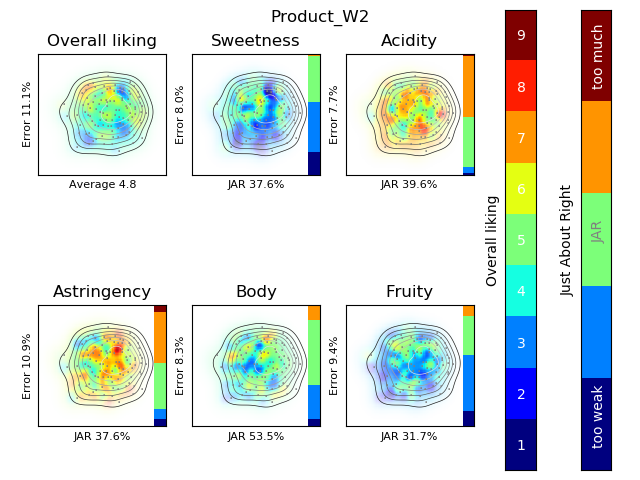 Product_W2
Overall liking
Sweetness
Acidity
Error 11.1%
Error 8.0%
Error 7.7%
Average 4.8
JAR 37.6%
JAR 39.6%
Astringency
Body
Fruity
Error 10.9%
Error 8.3%
Error 9.4%
JAR 37.6%
JAR 53.5%
JAR 31.7%
Overall liking
9
8
7
6
5
4
3
2
1
Just About Right
too much
JAR
too weak